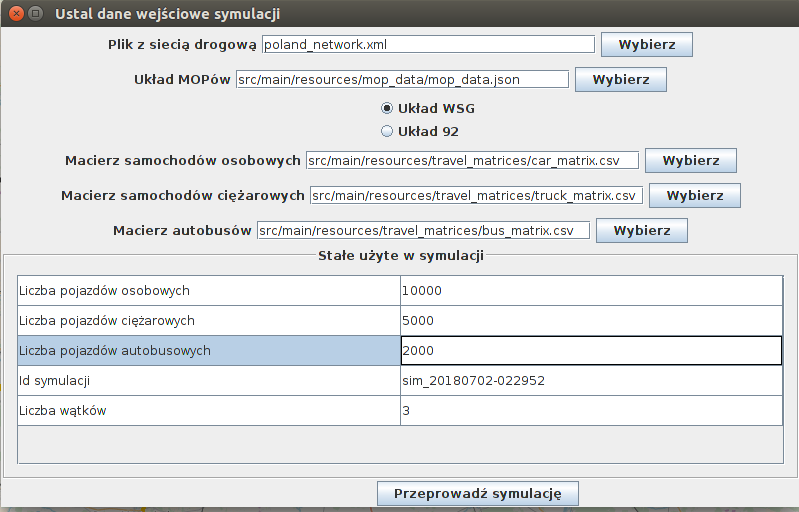 Ustal dane wejściowe symulacji
Plik z siecią drogową poland_network.xml Wybierz
Układ MOPów src/main/resources/mop_data/mop_data.json Wybierz
Układ WSG
Układ 92
Macierz samochodów osobowych src/main/resources/travel_matrices/car_matrix.csv Wybierz
Macierz samochodów ciężarowych src/main/resources/travel_matrices/truck_matrix.csv Wybierz
Macierz autobusów src/main/resources/travel_matrices/bus_matrix.csv Wybierz
Stałe użyte w symulacji
Liczba pojazdów osobowych 10000
Liczba pojazdów ciężarowych 5000
Liczba pojazdów autobusowych 2000
Id symulacji sim_20180702-022952
Liczba wątków 3
Przeprowadź symulację